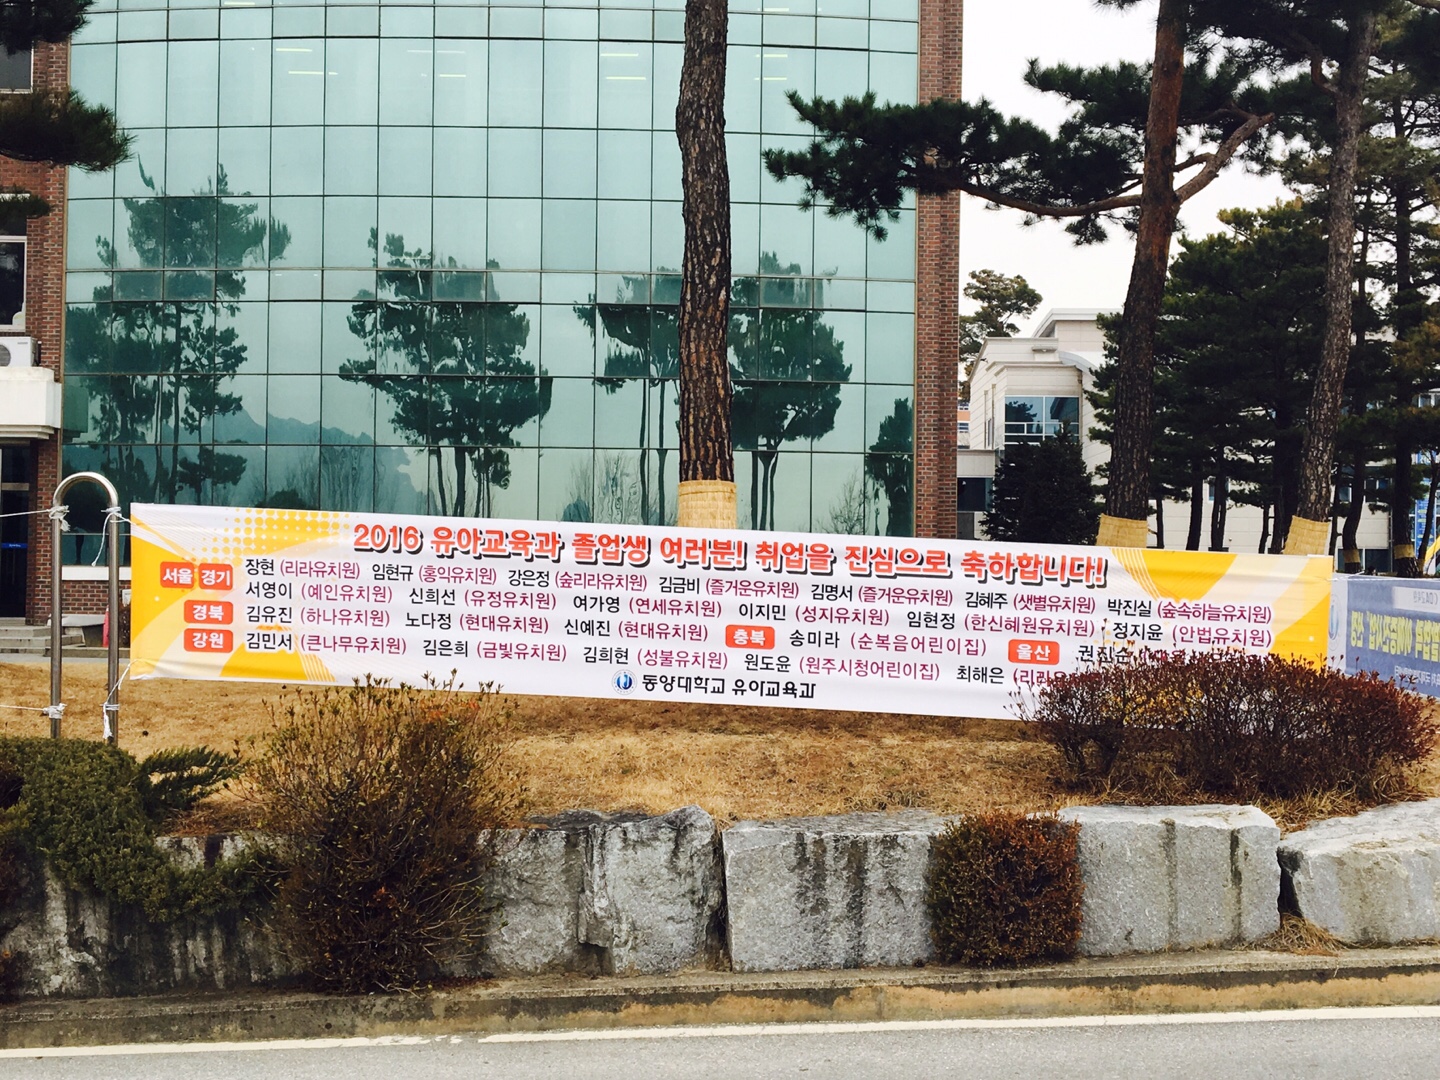 2016 유아교육과 졸업생 여러분! 취업을 진심으로 축하합니다!
서울 경기 장현 (리라유치원) 임현규 (홍익유치원) 강은정 (숲리라유치원) 김금비 (즐거운유치원) 김명서 (즐거운유치원) 김혜주 (샛별유치원) 박진실 (숲속하늘유치원)
서영이 (예인유치원) 신희선 (유정유치원) 여가영 (연세유치원) 이지민 (성지유치원) 임현정 (한신혜원유치원) 정지윤 (안법유치원)
경북 김유진 (하나유치원) 노다정 (현대유치원) 신예진 (현대유치원) 충북 송미라 (순복음어린이집) 울산 권진순
강원 김민서 (큰나무유치원) 김은희 (금빛유치원) 김희현 (성불유치원) 원도윤 (원주시청어린이집) 최해은
동양대학교 유아교육과